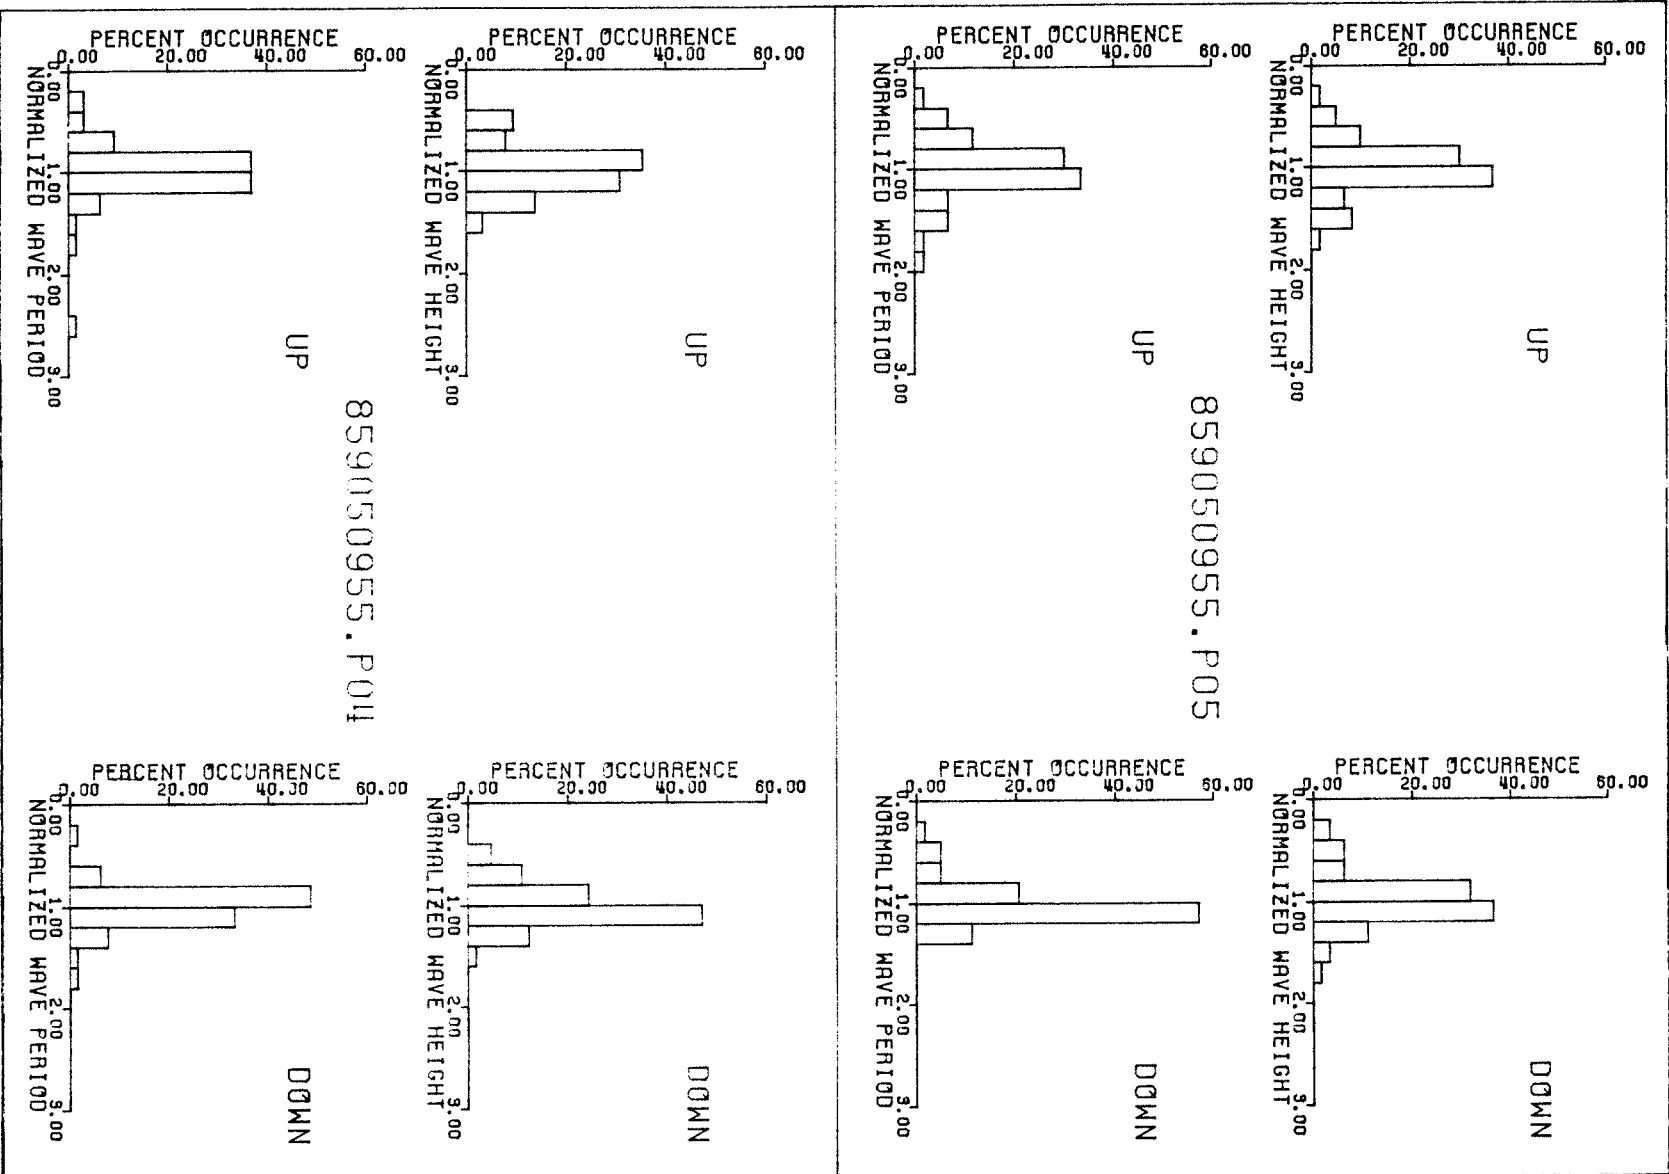 PERCENT OCCURRENCE
0.00 20.00 40.00 60.00
0.00 1.00 2.00 3.00
NORMALIZED WAVE PERIOD
UP
PERCENT OCCURRENCE
0.00 20.00 40.00 60.00
0.00 1.00 2.00 3.00
NORMALIZED WAVE HEIGHT
UP
859050955.P04
PERCENT OCCURRENCE
0.00 20.00 40.00 60.00
0.00 1.00 2.00 3.00
NORMALIZED WAVE PERIOD
DOWN
PERCENT OCCURRENCE
0.00 20.00 40.00 60.00
0.00 1.00 2.00 3.00
NORMALIZED WAVE HEIGHT
DOWN
PERCENT OCCURRENCE
0.00 20.00 40.00 60.00
0.00 1.00 2.00 3.00
NORMALIZED WAVE PERIOD
UP
PERCENT OCCURRENCE
0.00 20.00 40.00 60.00
0.00 1.00 2.00 3.00
NORMALIZED WAVE HEIGHT
UP
859050955.P05
PERCENT OCCURRENCE
0.00 20.00 40.00 60.00
0.00 1.00 2.00 3.00
NORMALIZED WAVE PERIOD
DOWN
PERCENT OCCURRENCE
0.00 20.00 40.00 60.00
0.00 1.00 2.00 3.00
NORMALIZED WAVE HEIGHT
DOWN